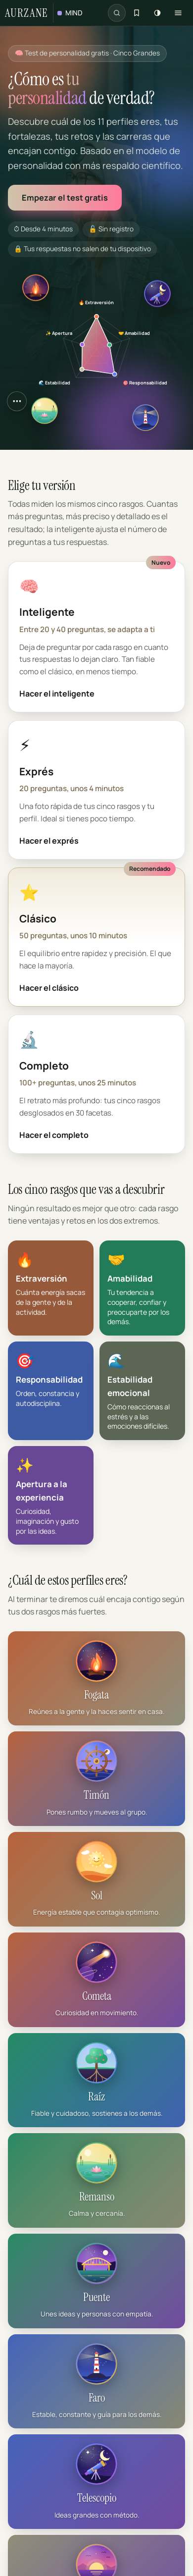 AURZANE
MIND
🧠 Test de personalidad gratis · Cinco Grandes
¿Cómo es tu
personalidad de verdad?
Descubre cuál de los 11 perfiles eres, tus
fortalezas, tus retos y las carreras que
encajan contigo. Basado en el modelo de
personalidad con más respaldo científico.
Empezar el test gratis
⏱ Desde 4 minutos
🔓 Sin registro
🔒 Tus respuestas no salen de tu dispositivo
🔥 Extraversión
✨ Apertura
🤝 Amabilidad
🌊 Estabilidad
🎯 Responsabilidad
Elige tu versión
Todas miden los mismos cinco rasgos. Cuantas
más preguntas, más preciso y detallado es el
resultado; la inteligente ajusta el número de
preguntas a tus respuestas.
Nuevo
Inteligente
Entre 20 y 40 preguntas, se adapta a ti
Deja de preguntar por cada rasgo en cuanto
tus respuestas lo dejan claro. Tan fiable
como el clásico, en menos tiempo.
Hacer el inteligente
Exprés
20 preguntas, unos 4 minutos
Una foto rápida de tus cinco rasgos y tu
perfil. Ideal si tienes poco tiempo.
Hacer el exprés
Recomendado
Clásico
50 preguntas, unos 10 minutos
El equilibrio entre rapidez y precisión. El que
hace la mayoría.
Hacer el clásico
Completo
100+ preguntas, unos 25 minutos
El retrato más profundo: tus cinco rasgos
desglosados en 30 facetas.
Hacer el completo
Los cinco rasgos que vas a descubrir
Ningún resultado es mejor que otro: cada rasgo
tiene ventajas y retos en los dos extremos.
Extraversión
Cuánta energía sacas
de la gente y de la
actividad.
Amabilidad
Tu tendencia a
cooperar, confiar y
preocuparte por los
demás.
Responsabilidad
Orden, constancia y
autodisciplina.
Estabilidad
emocional
Cómo reaccionas al
estrés y a las
emociones difíciles.
Apertura a la
experiencia
Curiosidad,
imaginación y gusto
por las ideas.
¿Cuál de estos perfiles eres?
Al terminar te diremos cuál encaja contigo según
tus dos rasgos más fuertes.
Fogata
Reúnes a la gente y la haces sentir en casa.
Timón
Pones rumbo y mueves al grupo.
Sol
Energía estable que contagia optimismo.
Cometa
Curiosidad en movimiento.
Raíz
Fiable y cuidadoso, sostienes a los demás.
Remanso
Calma y cercanía.
Puente
Unes ideas y personas con empatía.
Faro
Estable, constante y guía para los demás.
Telescopio
Ideas grandes con método.